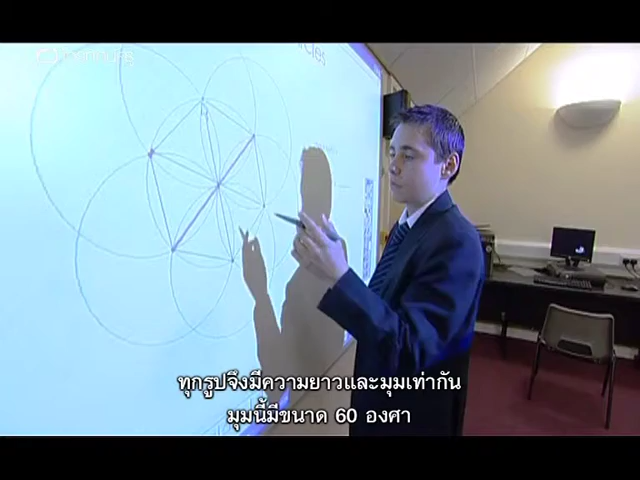 ทุกรูปจึงมีความยาวและมุมเท่ากัน
มุมนี้มีขนาด 60 องศา